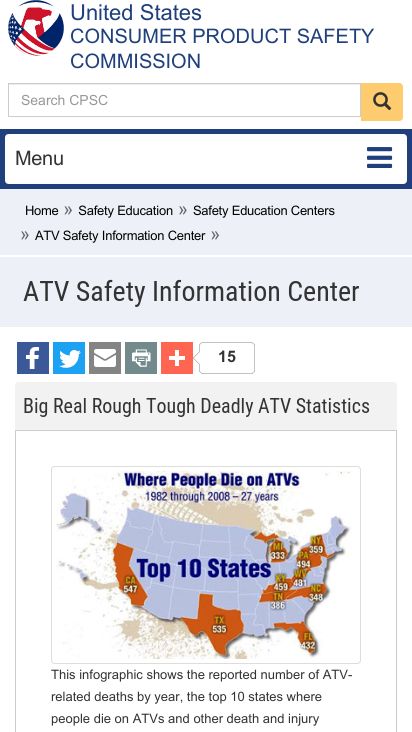 United States
CONSUMER PRODUCT SAFETY
COMMISSION
Search CPSC
Menu
Home » Safety Education » Safety Education Centers
» ATV Safety Information Center »
ATV Safety Information Center
15
Big Real Rough Tough Deadly ATV Statistics
Where People Die on ATVs
1982 through 2008 – 27 years
Top 10 States
NY
359
MI
333
PA
494
WV
481
KY
459
CA
547
NC
348
TN
386
TX
535
FL
432
This infographic shows the reported number of ATV-
related deaths by year, the top 10 states where
people die on ATVs and other death and injury